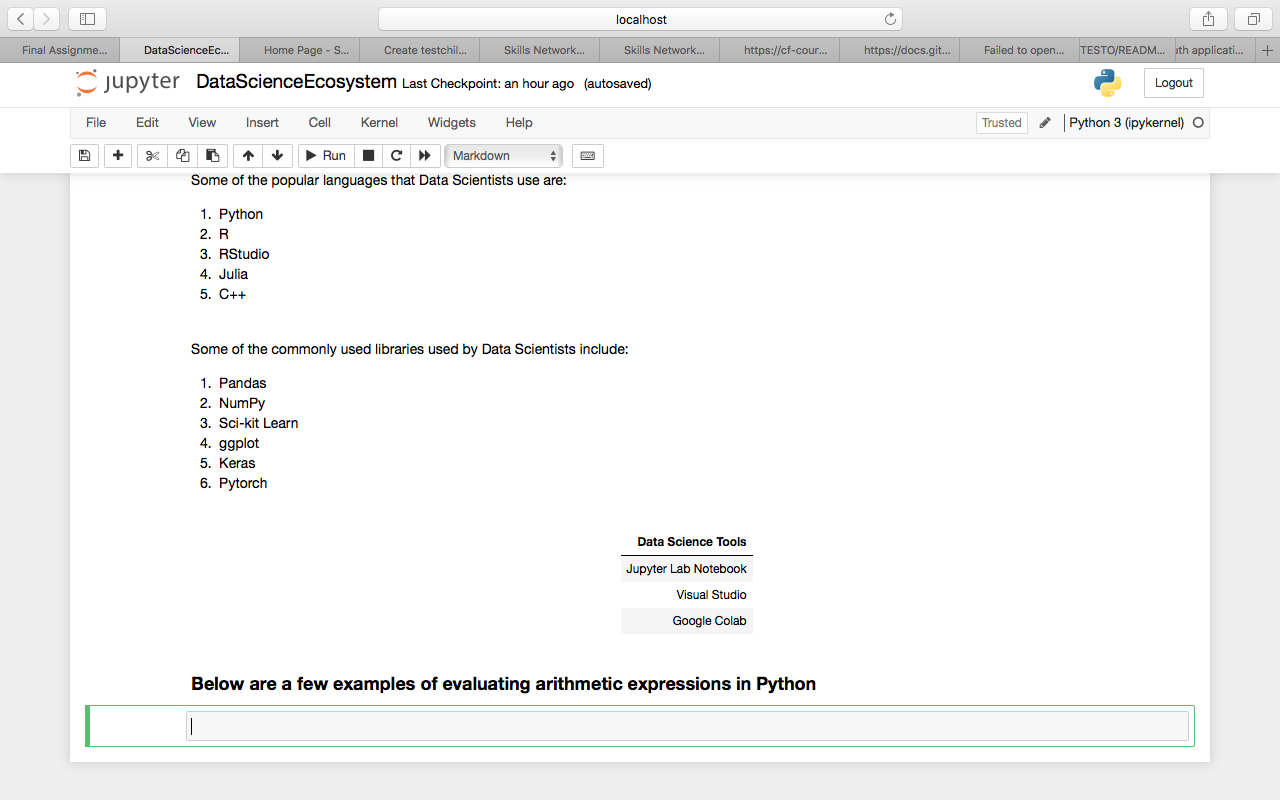 localhost
Final Assignme...
DataScienceEc...
Home Page - S...
Create testchil...
Skills Network...
Skills Network...
https://cf-cour...
https://docs.git...
Failed to open...
TESTO/READM...
uth applicati...
jupyter DataScienceEcosystem Last Checkpoint: an hour ago (autosaved)
Logout
File Edit View Insert Cell Kernel Widgets Help
Trusted Python 3 (ipykernel)
Run Markdown
Some of the popular languages that Data Scientists use are:
1. Python
2. R
3. RStudio
4. Julia
5. C++
Some of the commonly used libraries used by Data Scientists include:
1. Pandas
2. NumPy
3. Sci-kit Learn
4. ggplot
5. Keras
6. Pytorch
Data Science Tools
Jupyter Lab Notebook
Visual Studio
Google Colab
Below are a few examples of evaluating arithmetic expressions in Python